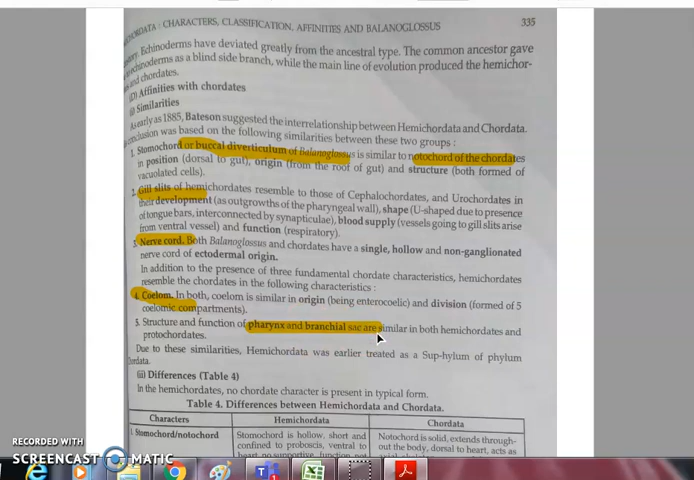 HORDATA : CHARACTERS, CLASSIFICATION, AFFINITIES AND BALANOGLOSSUS 335
Echinoderms have deviated greatly from the ancestral type. The common ancestor gave
echinoderms as a blind side branch, while the main line of evolution produced the hemichor-
and chordates.
(D) Affinities with chordates
(i) Similarities
As early as 1885, Bateson suggested the interrelationship between Hemichordata and Chordata.
conclusion was based on the following similarities between these two groups :
1. Stomochord or buccal diverticulum of Balanoglossus is similar to notochord of the chordates
in position (dorsal to gut), origin (from the roof of gut) and structure (both formed of
vacuolated cells).
2. Gill slits of hemichordates resemble to those of Cephalochordates, and Urochordates in
their development (as outgrowths of the pharyngeal wall), shape (U-shaped due to presence
of tongue bars, interconnected by synapticulae), blood supply (vessels going to gill slits arise
from ventral vessel) and function (respiratory).
3. Nerve cord. Both Balanoglossus and chordates have a single, hollow and non-ganglionated
nerve cord of ectodermal origin.
In addition to the presence of three fundamental chordate characteristics, hemichordates
resemble the chordates in the following characteristics :
4. Coelom. In both, coelom is similar in origin (being enterocoelic) and division (formed of 5
coelomic compartments).
5. Structure and function of pharynx and branchial sac are similar in both hemichordates and
protochordates.
Due to these similarities, Hemichordata was earlier treated as a Sup-hylum of phylum
Chordata.
(ii) Differences (Table 4)
In the hemichordates, no chordate character is present in typical form.
Table 4. Differences between Hemichordata and Chordata.
Characters Hemichordata Chordata
1. Stomochord/notochord Stomochord is hollow, short and Notochord is solid, extends through-
confined to proboscis, ventral to out the body, dorsal to heart, acts as
RECORDED WITH
SCREENCAST MATIC